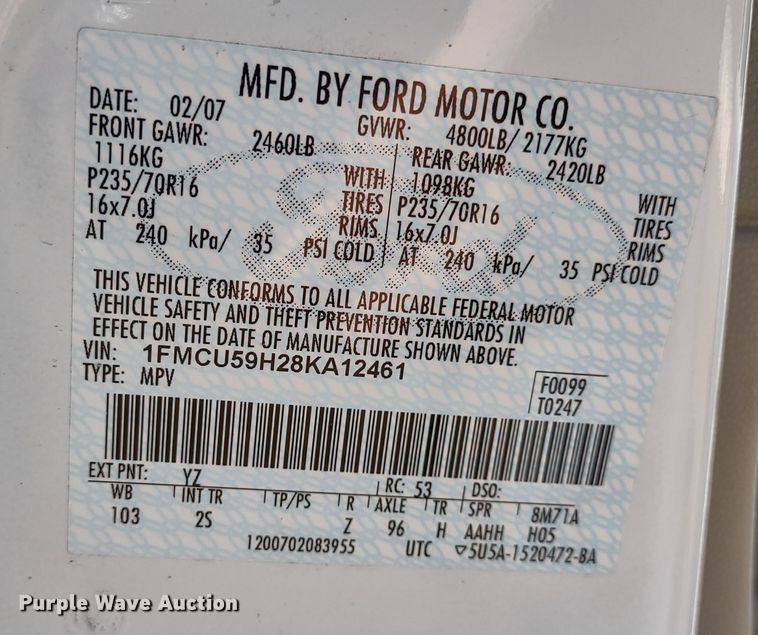 MFD. BY FORD MOTOR CO.
DATE: 02/07 GVWR: 4800LB/ 2177KG
FRONT GAWR: 2460LB REAR GAWR: 2420LB
1116KG WITH 1098KG WITH
P235/70R16 TIRES P235/70R16 TIRES
16x7.0J RIMS 16x7.0J RIMS
AT 240 kPa/ 35 PSI COLD AT 240 kPa/ 35 PSI COLD
Ford
THIS VEHICLE CONFORMS TO ALL APPLICABLE FEDERAL MOTOR
VEHICLE SAFETY AND THEFT PREVENTION STANDARDS IN
EFFECT ON THE DATE OF MANUFACTURE SHOWN ABOVE.
VIN: 1FMCU59H28KA12461
TYPE: MPV
F0099
T0247
EXT PNT: YZ RC: 53 DSO:
WB INT TR TP/PS R AXLE TR SPR 8M71A
103 2S Z 96 H AAHH H05
1200702083955 UTC ▽5U5A-1520472-BA
Purple Wave Auction